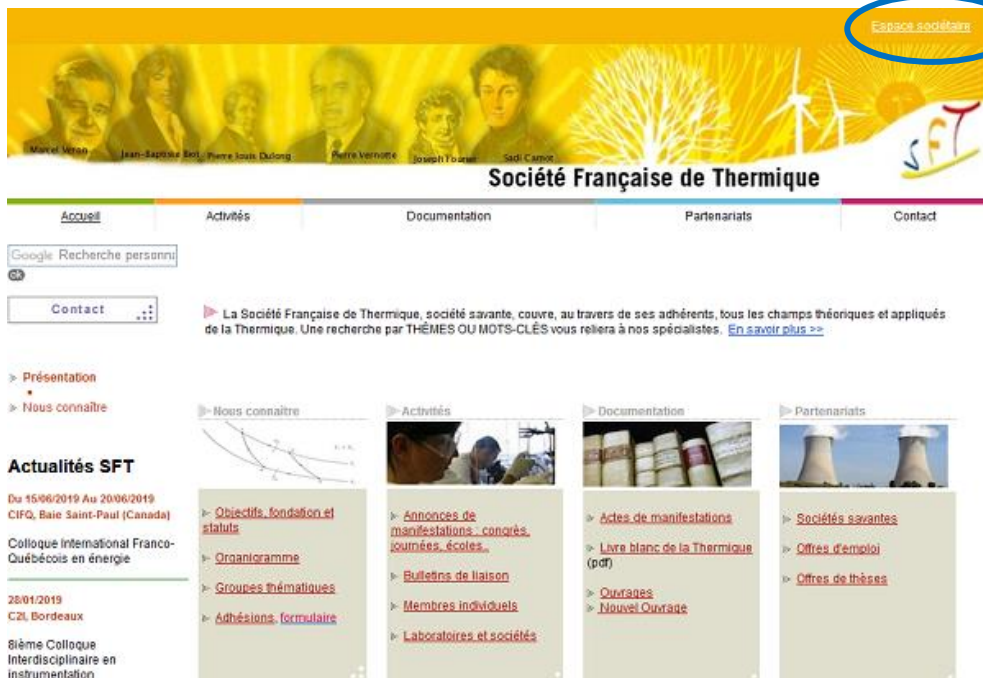 Espace sociétaire
Marcel Veron
Jean-Baptiste Biot
Pierre louis Dulong
Pierre Vernotte
Joseph Fourier
Sadi Carnot
SFT
Société Française de Thermique
Accueil
Activités
Documentation
Partenariats
Contact
Google Recherche personna
ok
Contact
La Société Française de Thermique, société savante, couvre, au travers de ses adhérents, tous les champs théoriques et appliqués
de la Thermique. Une recherche par THÈMES OU MOTS-CLÉS vous reliera à nos spécialistes. En savoir plus >>
Présentation
Nous connaître
Actualités SFT
Du 15/06/2019 Au 20/06/2019
CIFQ, Baie Saint-Paul (Canada)
Colloque International Franco-
Québécois en énergie
28/01/2019
C2I, Bordeaux
8ième Colloque
Interdisciplinaire en
instrumentation
Nous connaître
Objectifs, fondation et
statuts
Organigramme
Groupes thématiques
Adhésions, formulaire
Activités
Annonces de
manifestations : congrès,
journées, écoles..
Bulletins de liaison
Membres individuels
Laboratoires et sociétés
Documentation
Actes de manifestations
Livre blanc de la Thermique
(pdf)
Ouvrages
Nouvel Ouvrage
Partenariats
Sociétés savantes
Offres d'emploi
Offres de thèses